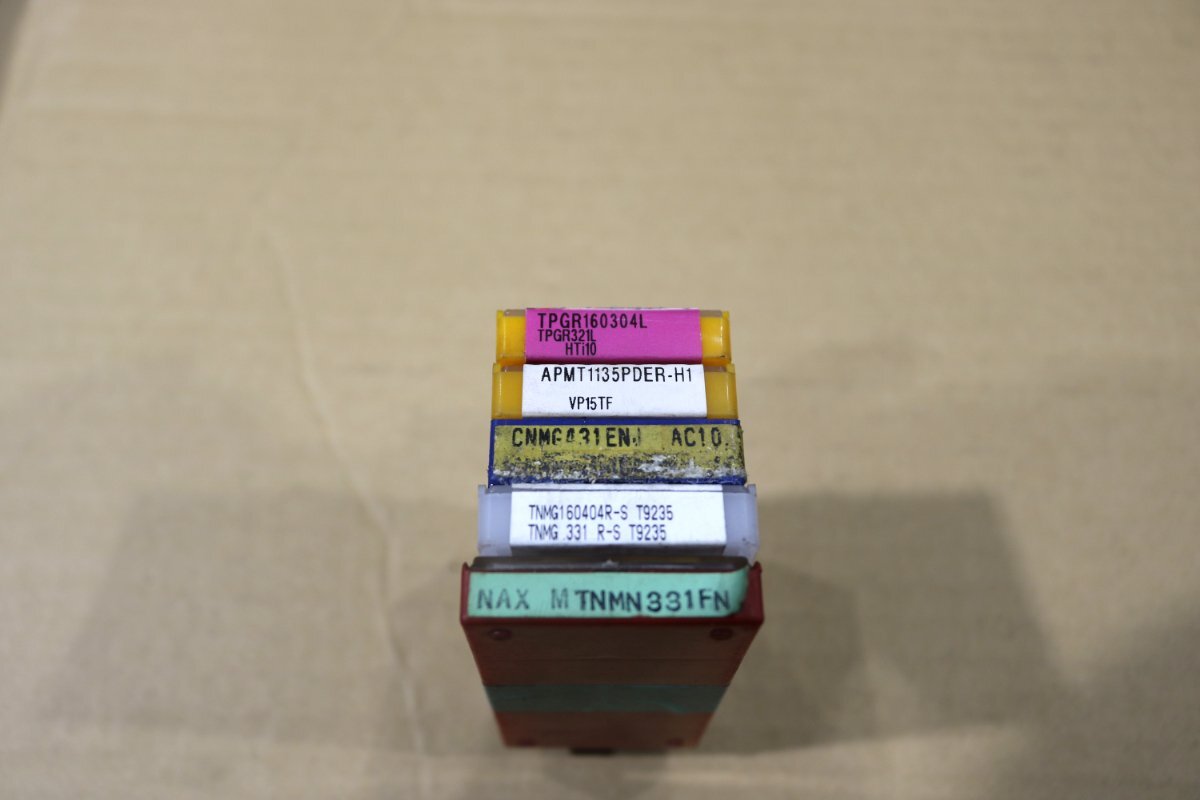 TPGR160304L
TPGR321L
HTi10
APMT1135PDER-H1
VP15TF
CNMG431ENJ AC10.
TNMG160404R-S T9235
TNMG 331 R-S T9235
NAX M TNMN331FN